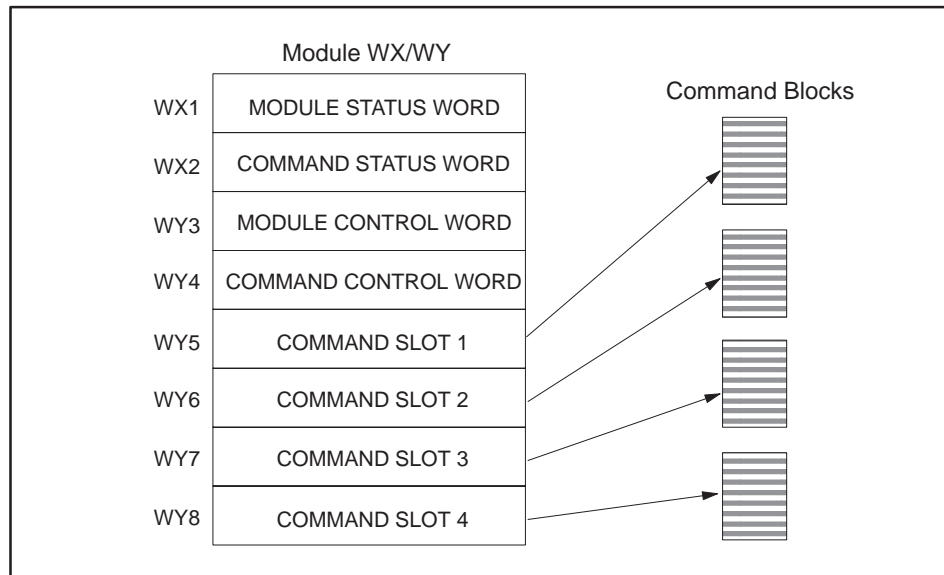 Module WX/WY
Command Blocks
WX1 MODULE STATUS WORD
WX2 COMMAND STATUS WORD
WY3 MODULE CONTROL WORD
WY4 COMMAND CONTROL WORD
WY5 COMMAND SLOT 1
WY6 COMMAND SLOT 2
WY7 COMMAND SLOT 3
WY8 COMMAND SLOT 4